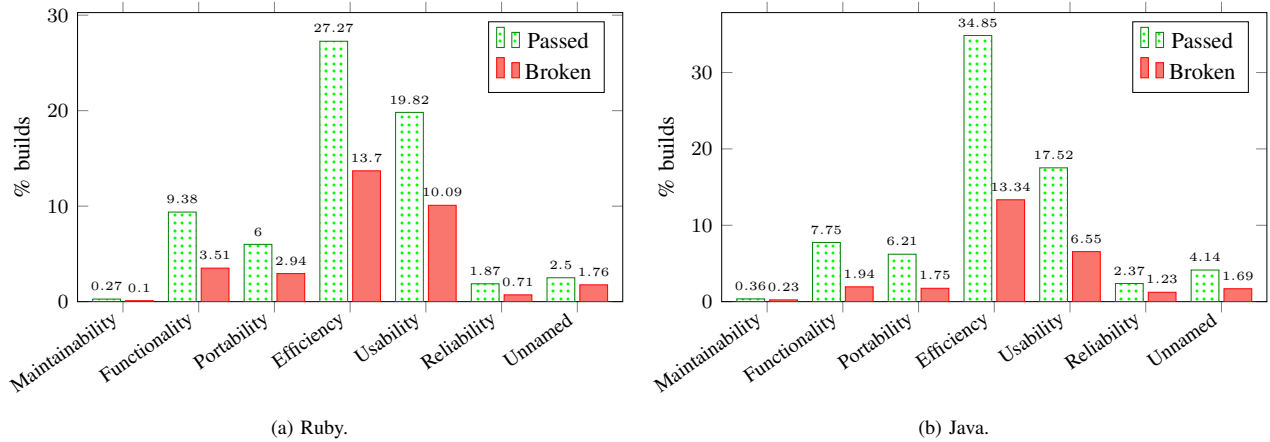 30
20
10
0
% builds
27.27
19.82
13.7
10.09
9.38
6
3.51
2.94
0.27
0.1
1.87
0.71
2.5
1.76
Passed
Broken
Maintainability
Functionality
Portability
Efficiency
Usability
Reliability
Unnamed
(a) Ruby.
30
20
10
0
% builds
34.85
17.52
13.34
7.75
6.21
6.55
1.94
1.75
0.36
0.23
2.37
1.23
4.14
1.69
Passed
Broken
Maintainability
Functionality
Portability
Efficiency
Usability
Reliability
Unnamed
(b) Java.